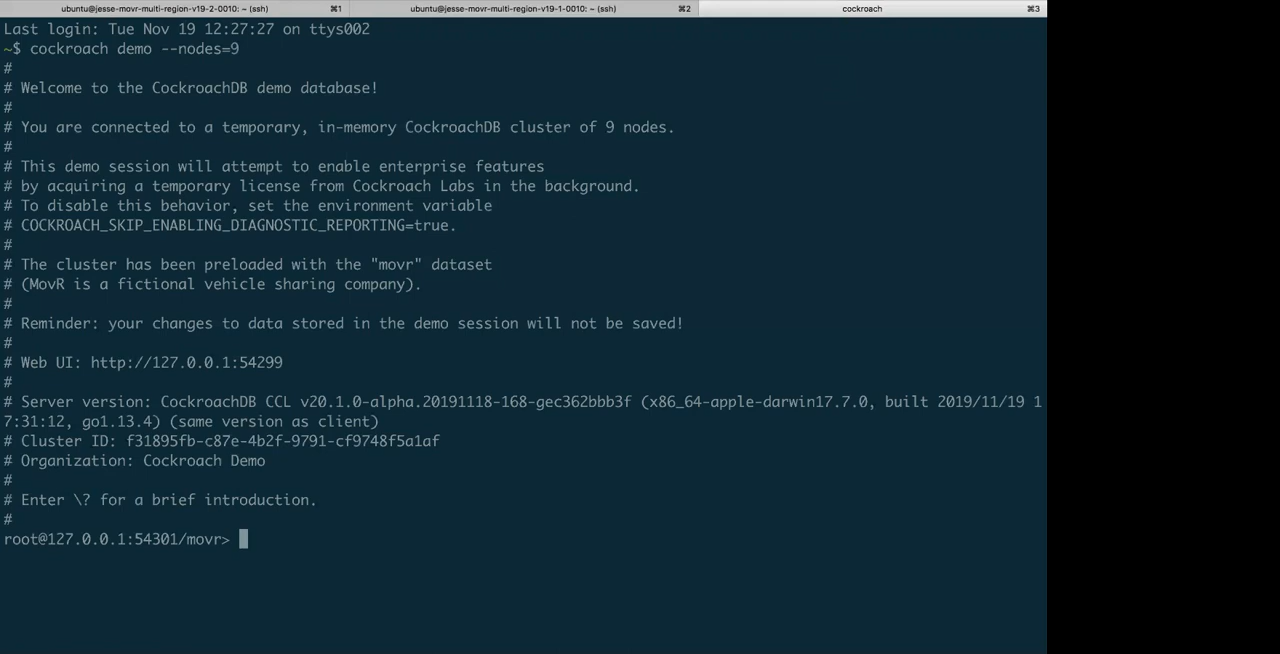 ubuntu@jesse-movr-multi-region-v19-2-0010: ~ (ssh) ⌘1 ubuntu@jesse-movr-multi-region-v19-1-0010: ~ (ssh) ⌘2 cockroach ⌘3
Last login: Tue Nov 19 12:27:27 on ttys002
~$ cockroach demo --nodes=9
#
# Welcome to the CockroachDB demo database!
#
# You are connected to a temporary, in-memory CockroachDB cluster of 9 nodes.
#
# This demo session will attempt to enable enterprise features
# by acquiring a temporary license from Cockroach Labs in the background.
# To disable this behavior, set the environment variable
# COCKROACH_SKIP_ENABLING_DIAGNOSTIC_REPORTING=true.
#
# The cluster has been preloaded with the "movr" dataset
# (MovR is a fictional vehicle sharing company).
#
# Reminder: your changes to data stored in the demo session will not be saved!
#
# Web UI: http://127.0.0.1:54299
#
# Server version: CockroachDB CCL v20.1.0-alpha.20191118-168-gec362bbb3f (x86_64-apple-darwin17.7.0, built 2019/11/19 1
7:31:12, go1.13.4) (same version as client)
# Cluster ID: f31895fb-c87e-4b2f-9791-cf9748f5a1af
# Organization: Cockroach Demo
#
# Enter \? for a brief introduction.
#
root@127.0.0.1:54301/movr>